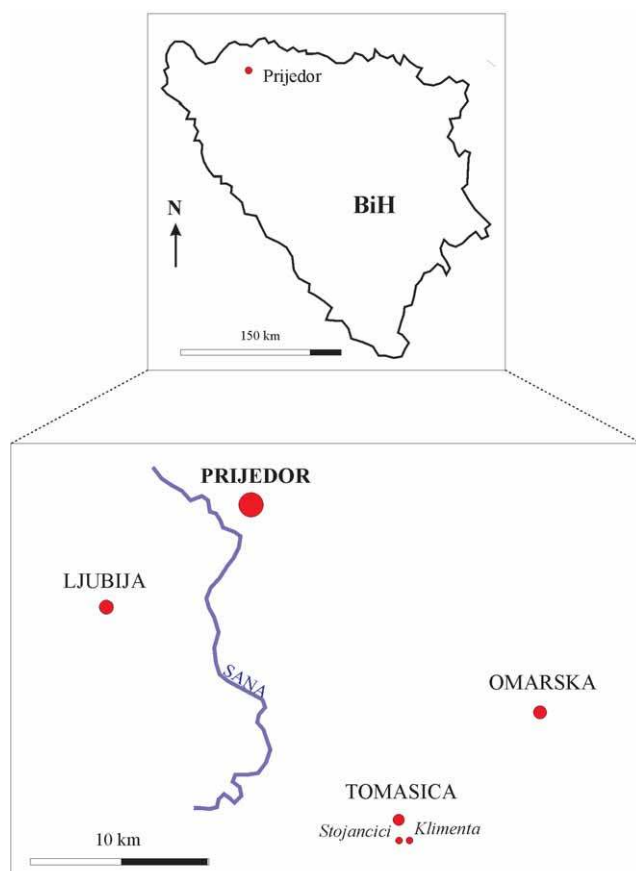 Prijedor
BiH
N
150 km
PRIJEDOR
LJUBIJA
SANA
OMARSKA
TOMASICA
Stojancici Klimenta
10 km